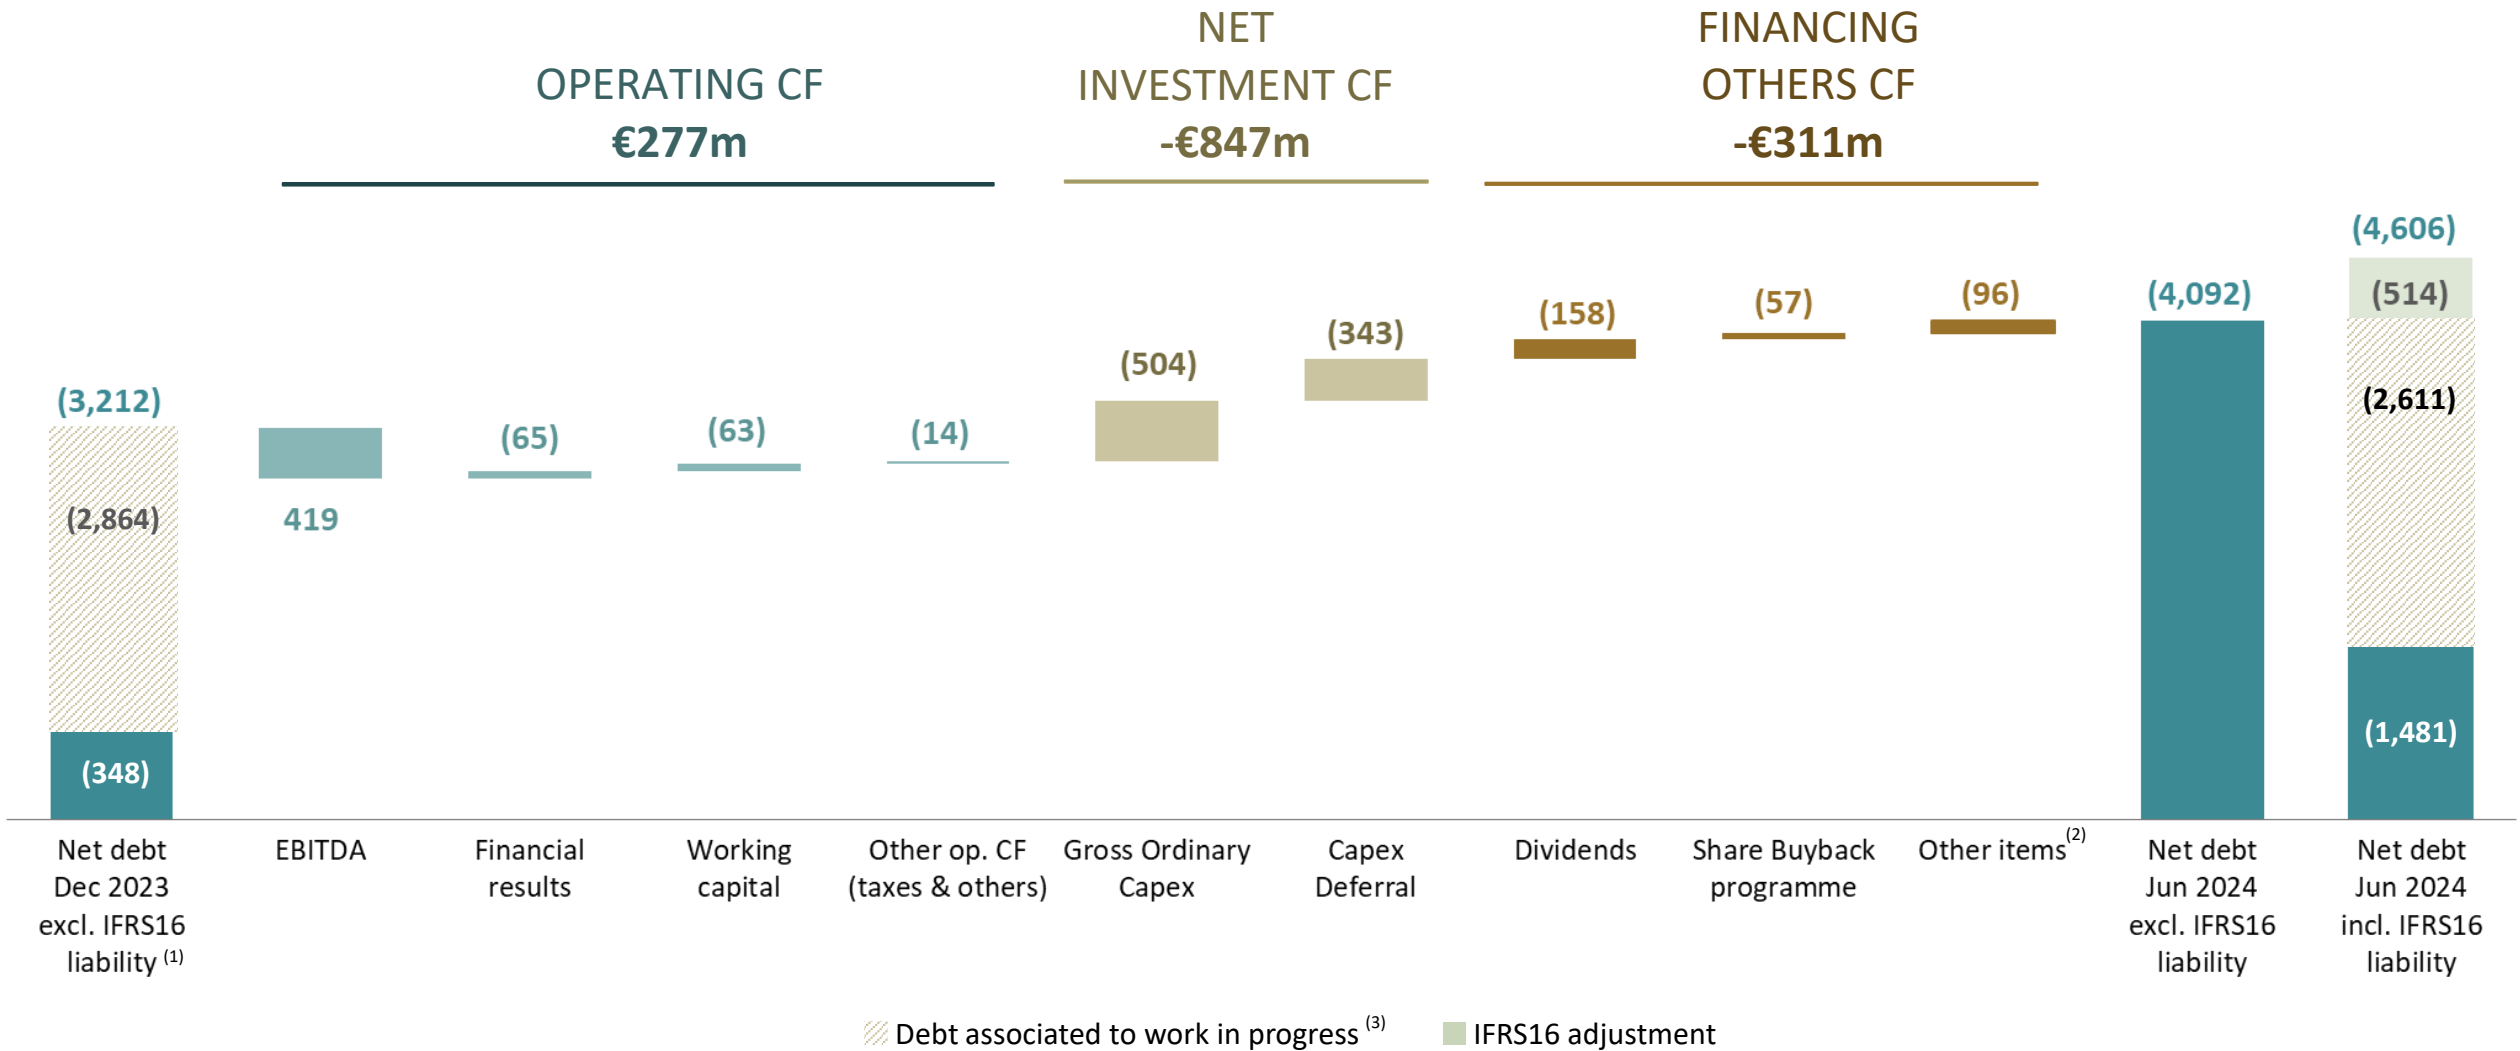 OPERATING CF
€277m
NET
INVESTMENT CF
-€847m
FINANCING
OTHERS CF
-€311m
(3,212)
(2,864)
(348)
419
(65)
(63)
(14)
(504)
(343)
(158)
(57)
(96)
(4,092)
(4,606)
(514)
(2,611)
(1,481)
Net debt
Dec 2023
excl. IFRS16
liability (1)
EBITDA
Financial
results
Working
capital
Other op. CF
(taxes & others)
Gross Ordinary
Capex
Capex
Deferral
Dividends
Share Buyback
programme
Other items(2)
Net debt
Jun 2024
excl. IFRS16
liability
Net debt
Jun 2024
incl. IFRS16
liability
Debt associated to work in progress (3)
IFRS16 adjustment